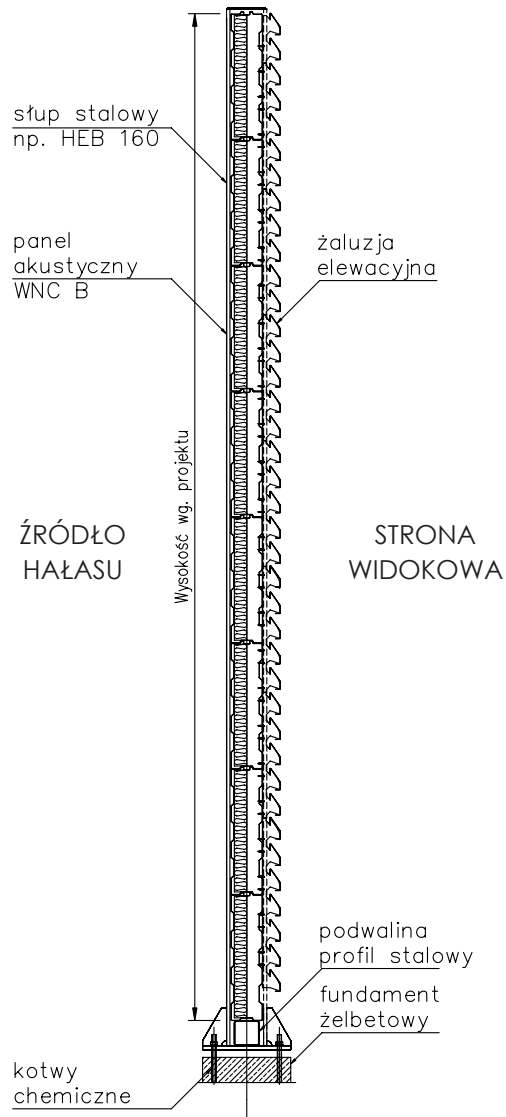 słup stalowy
np. HEB 160
panel
akustyczny
WNC B
żaluzja
elewacyjna
Wysokość wg. projektu
ŹRÓDŁO
HAŁASU
STRONA
WIDOKOWA
podwalina
profil stalowy
fundament
żelbetowy
kotwy
chemiczne